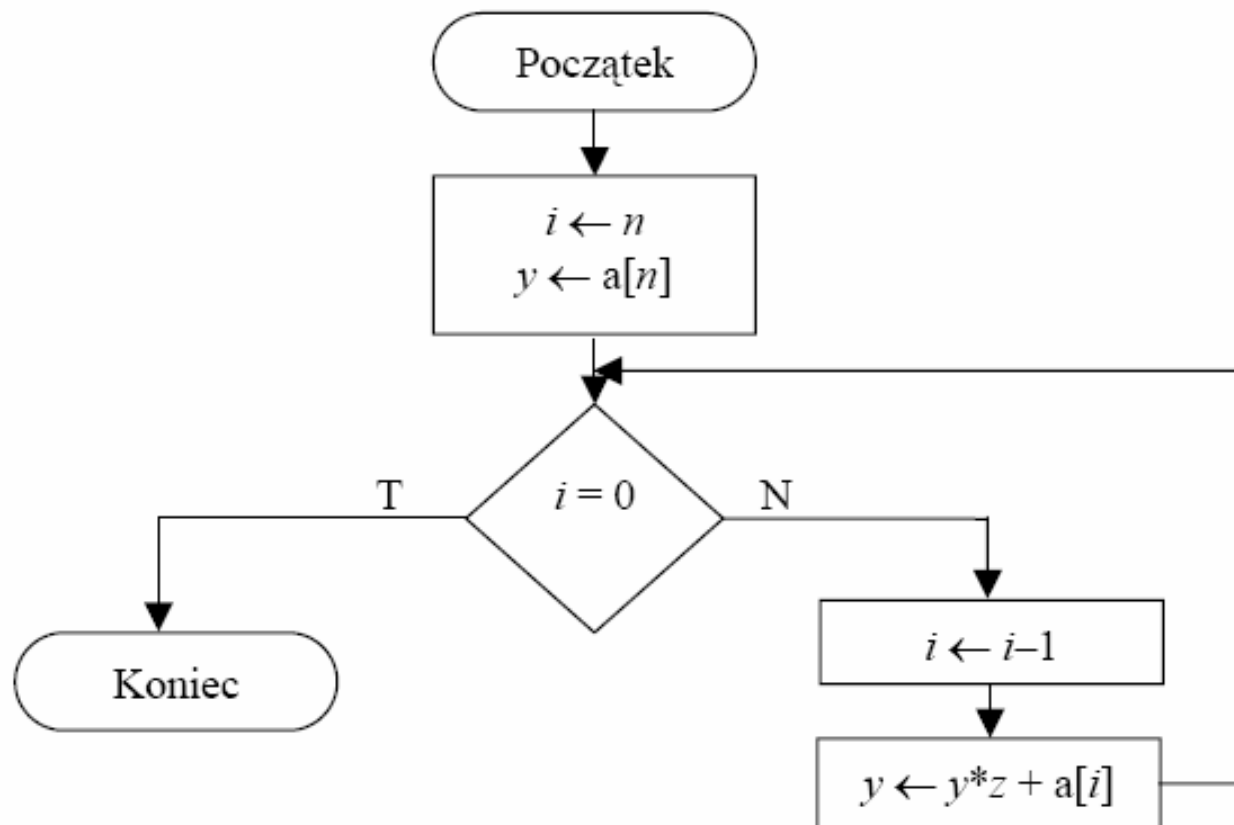 Początek
i ← n
y ← a[n]
i = 0
T
N
i ← i–1
Koniec
y ← y*z + a[i]